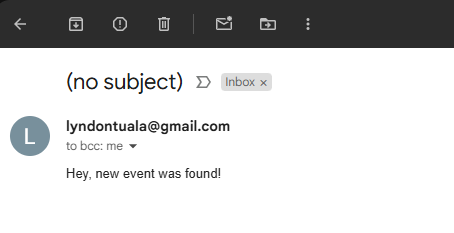 (no subject)
Inbox ×
L
lyndontuala@gmail.com
to bcc: me
Hey, new event was found!